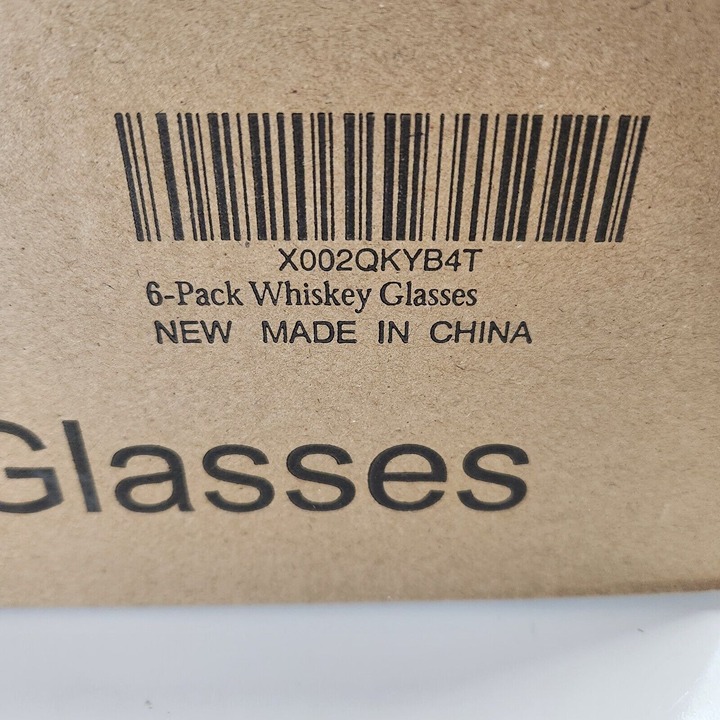 X002QKYB4T
6-Pack Whiskey Glasses
NEW MADE IN CHINA
Glasses